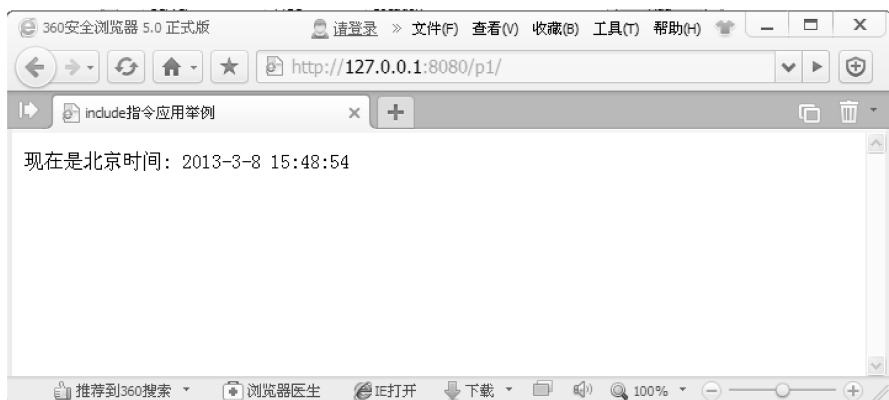 360安全浏览器 5.0 正式版 请登录 » 文件(F) 查看(V) 收藏(B) 工具(T) 帮助(H)
http://127.0.0.1:8080/p1/
include指令应用举例
现在是北京时间: 2013-3-8 15:48:54
推荐到360搜索 浏览器医生 IE打开 下载 100%